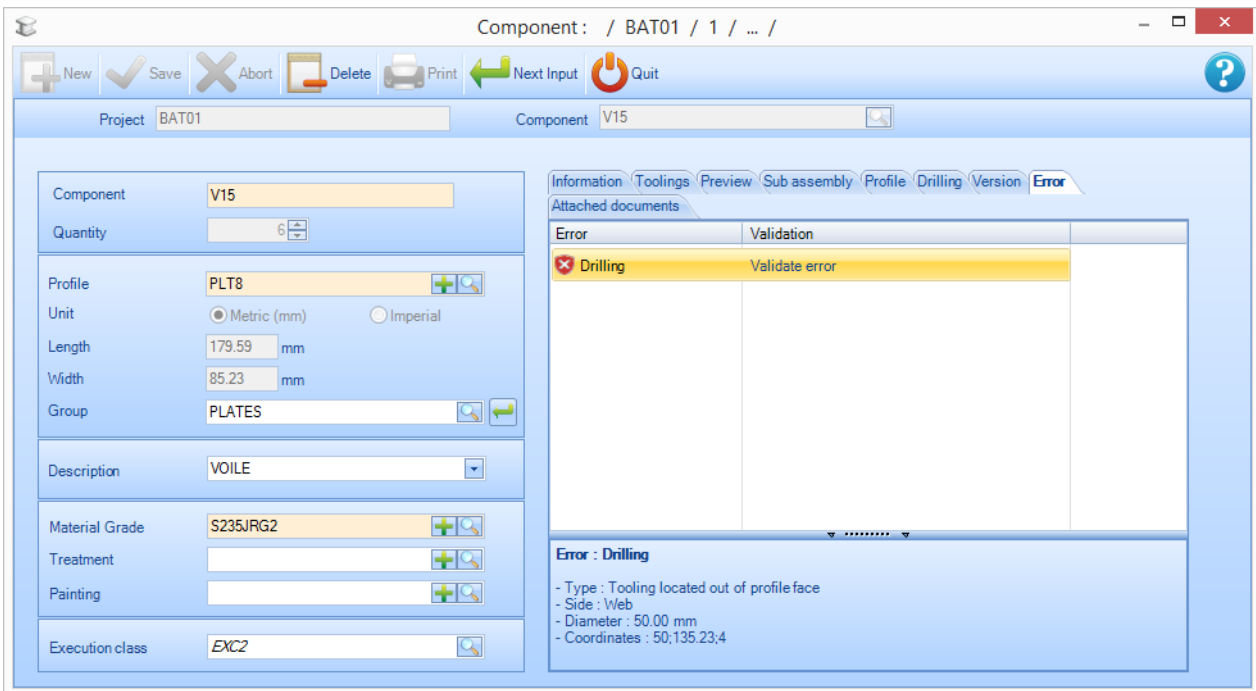 Component :   / BAT01 / 1 / ... /
New Save Abort Delete Print Next Input Quit ?
Project BAT01 Component V15
Component V15
Quantity 6
Profile PLT8
Unit Metric (mm) Imperial
Length 179.59 mm
Width 85.23 mm
Group PLATES
Description VOILE
Material Grade S235JRG2
Treatment
Painting
Execution class EXC2
Information Toolings Preview Sub assembly Profile Drilling Version Error
Attached documents
Error Validation
Drilling Validate error
Error : Drilling
- Type : Tooling located out of profile face
- Side : Web
- Diameter : 50.00 mm
- Coordinates : 50;135.23;4